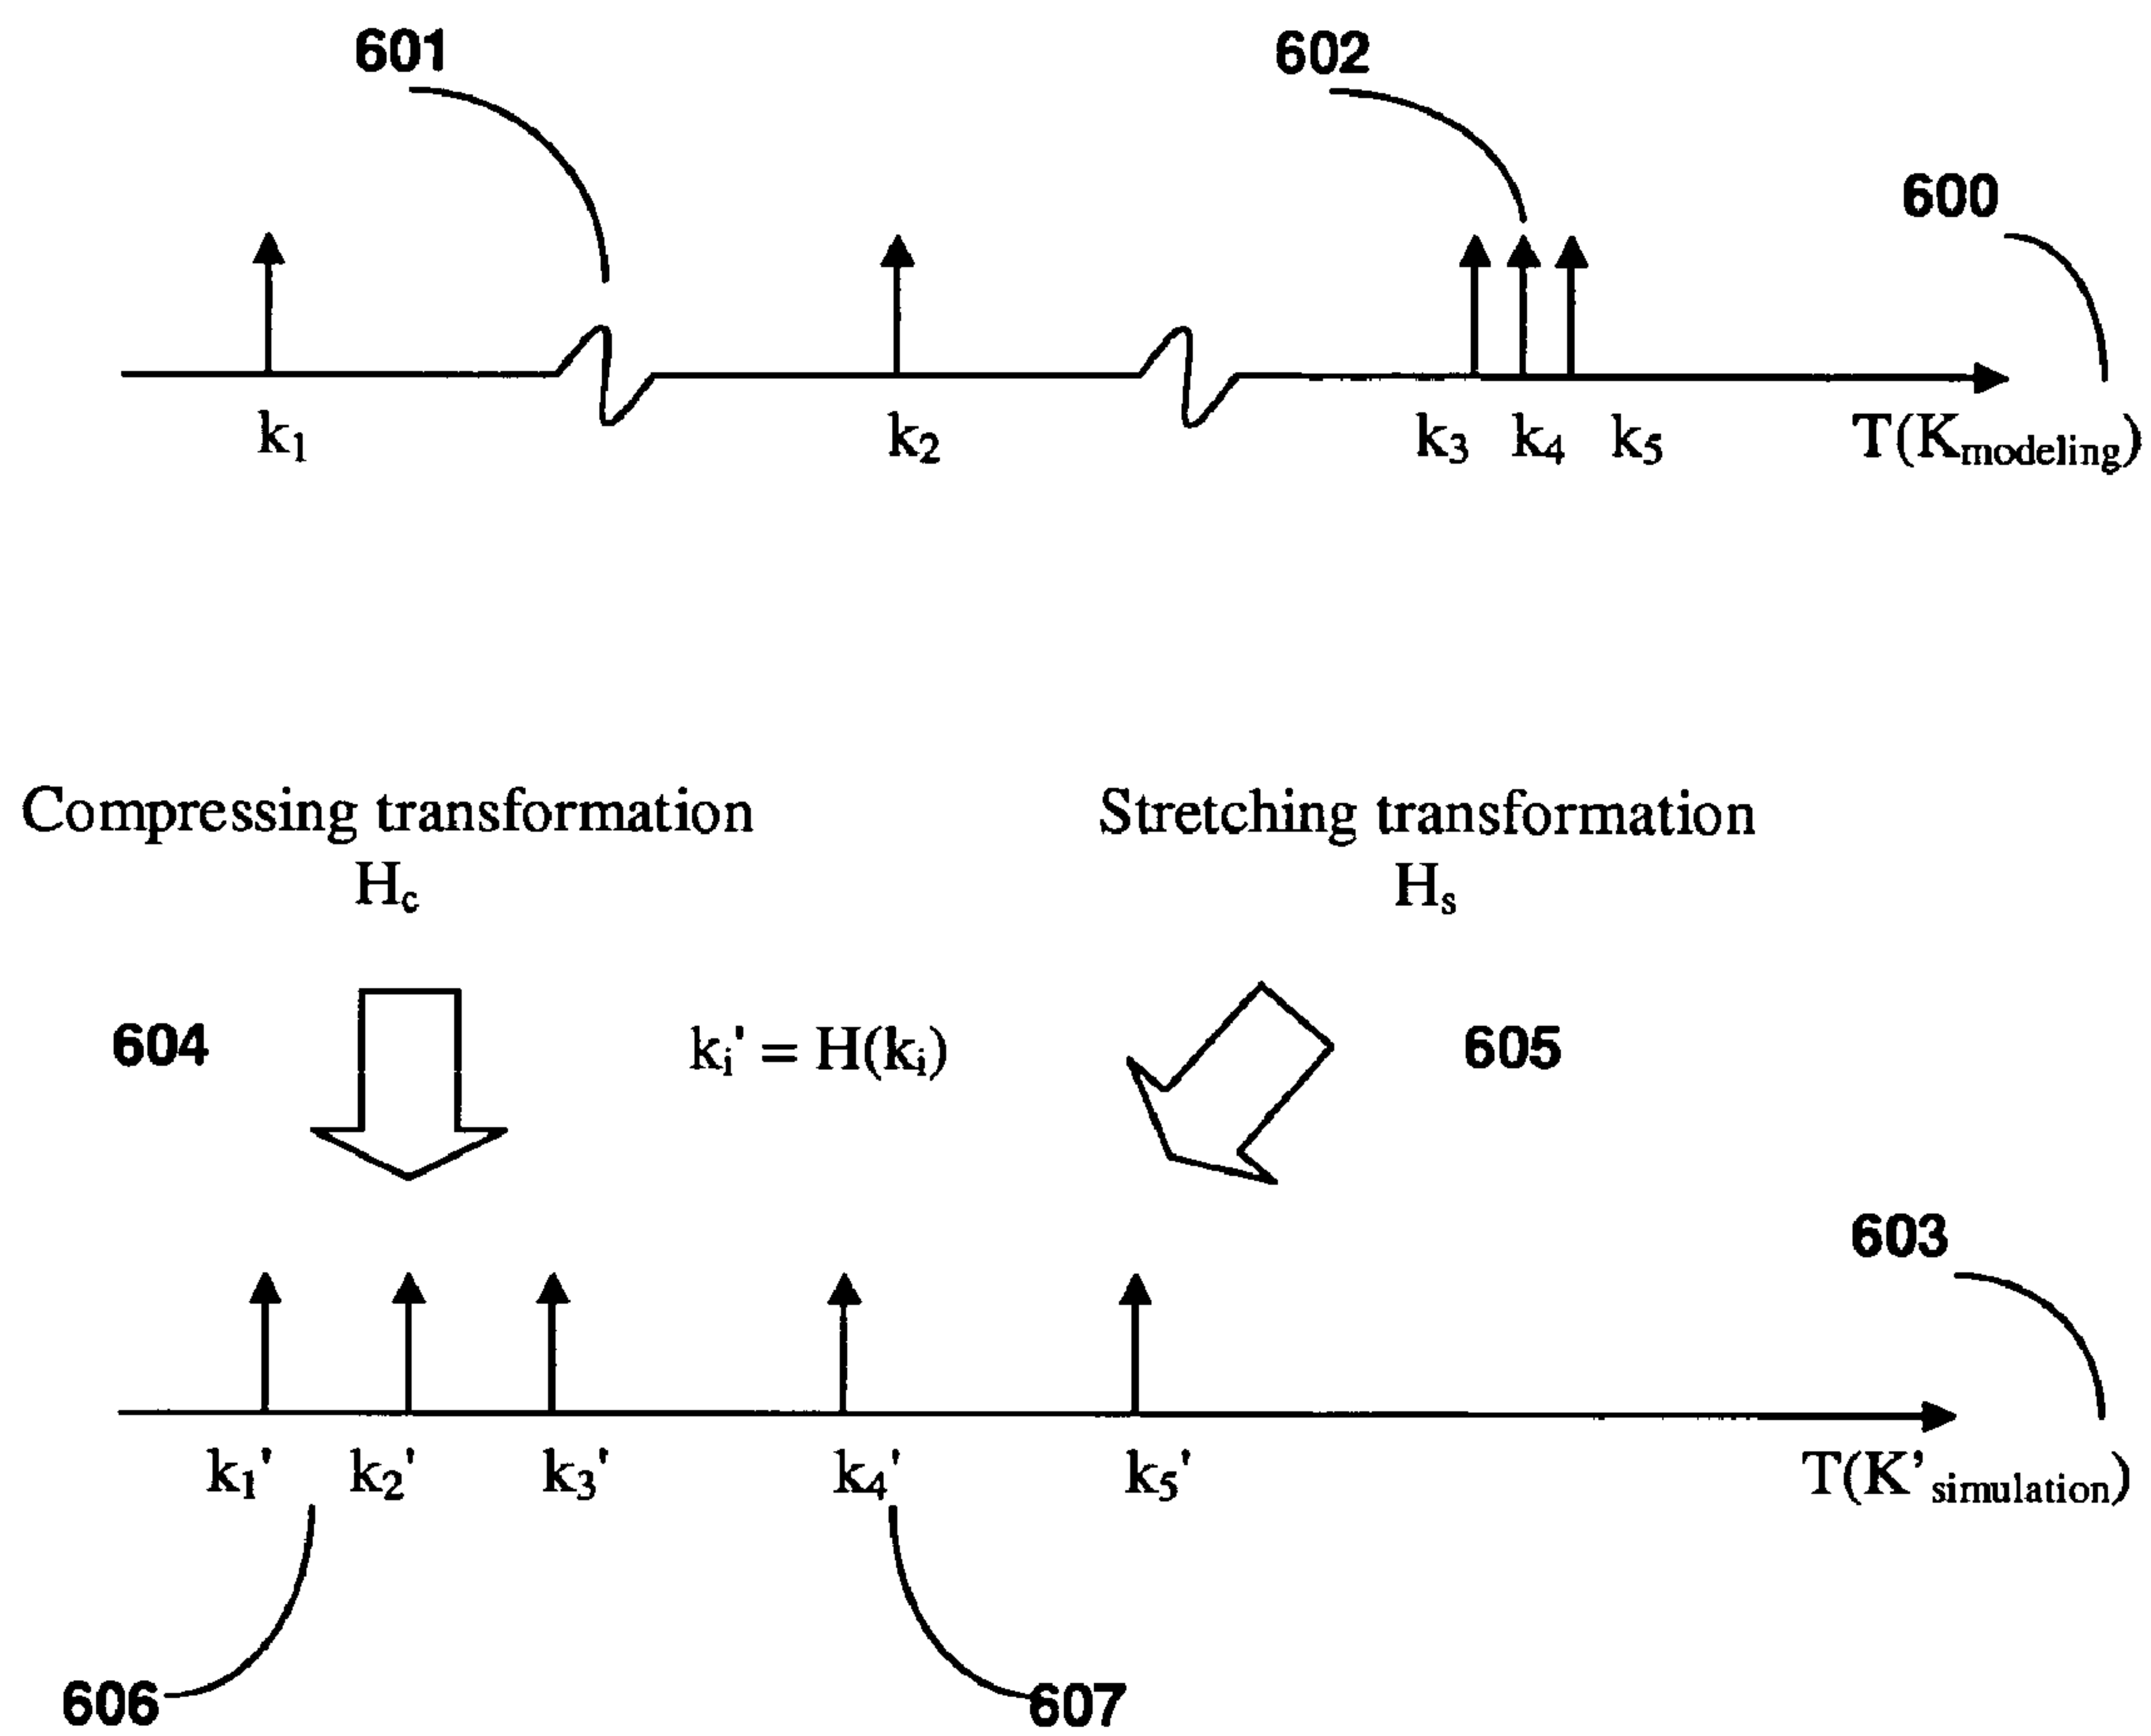 601
602
600
k₁ k₂ k₃ k₄ k₅ T(Kmodeling)
Compressing transformation
Hc
Stretching transformation
Hs
604
kᵢ' = H(kᵢ)
605
603
k₁' k₂' k₃' k₄' k₅' T(K’simulation)
606
607